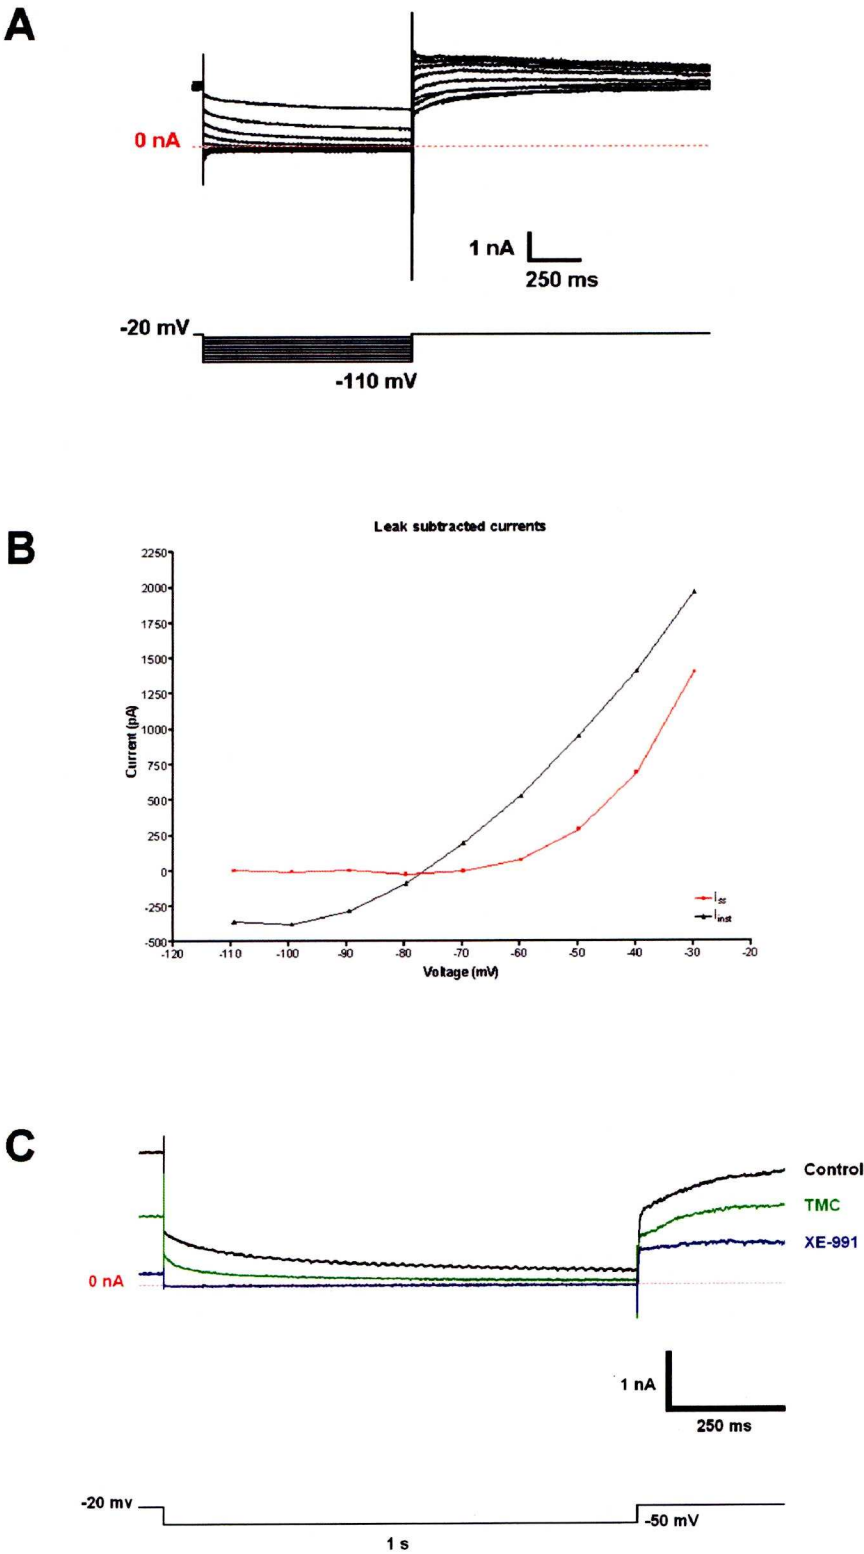 A
0 nA
1 nA
250 ms
-20 mV
-110 mV
B
Leak subtracted currents
2250
2000
1750
1500
1250
1000
750
500
250
0
-250
-500
Current (pA)
-120 -110 -100 -90 -80 -70 -60 -50 -40 -30 -20
Voltage (mV)
Iss
Iinst
C
Control
TMC
XE-991
0 nA
1 nA
250 ms
-20 mv
-50 mV
1 s